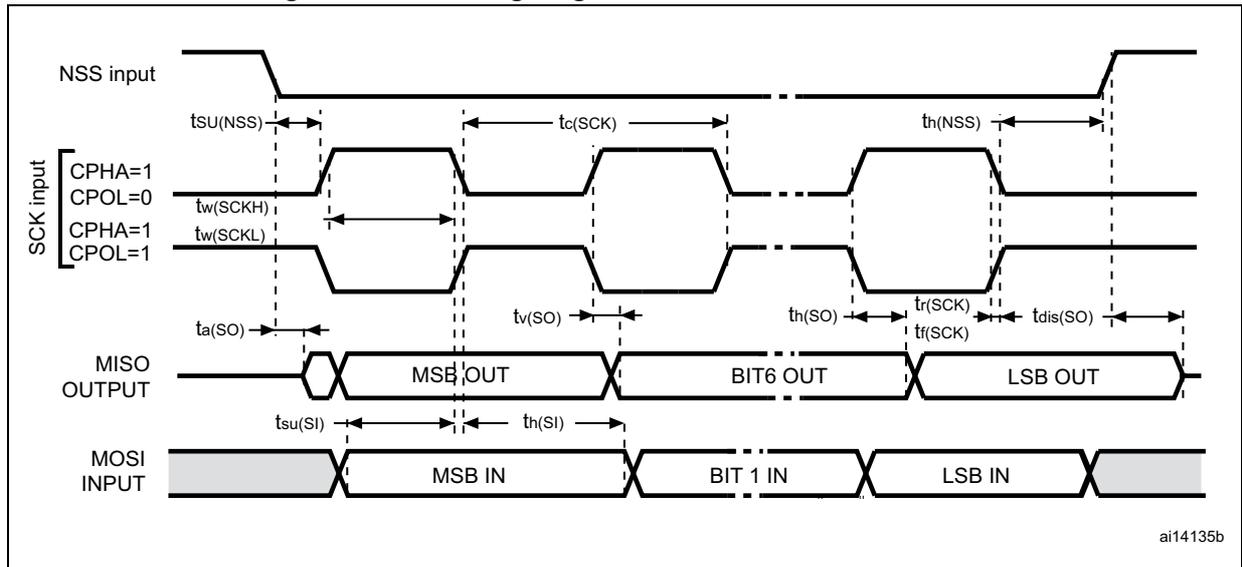 NSS input
tSU(NSS)
tc(SCK)
th(NSS)
SCK input
CPHA=1
CPOL=0
tw(SCKH)
CPHA=1
tw(SCKL)
CPOL=1
ta(SO)
tv(SO)
th(SO)
tr(SCK)
tf(SCK)
tdis(SO)
MISO
OUTPUT
MSB OUT
BIT6 OUT
LSB OUT
tsu(SI)
th(SI)
MOSI
INPUT
MSB IN
BIT 1 IN
LSB IN
ai14135b